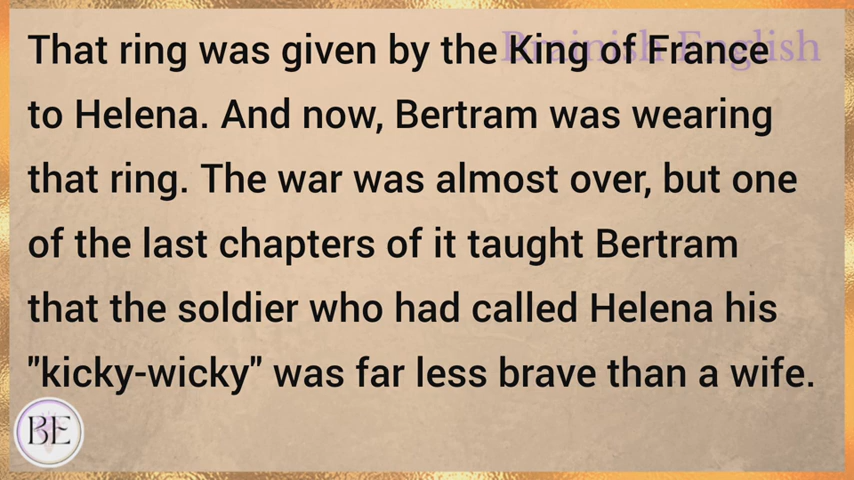 Brainish English
That ring was given by the King of France
to Helena. And now, Bertram was wearing
that ring. The war was almost over, but one
of the last chapters of it taught Bertram
that the soldier who had called Helena his
"kicky-wicky" was far less brave than a wife.
BE